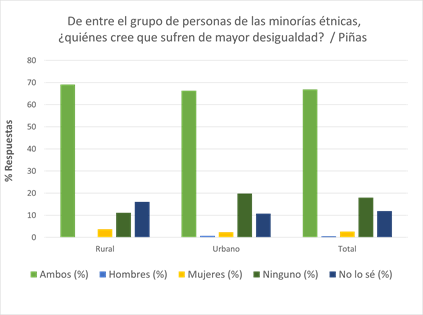 De entre el grupo de personas de las minorías étnicas,
¿quiénes cree que sufren de mayor desigualdad?  / Piñas
% Respuestas
80
70
60
50
40
30
20
10
0
Rural Urbano Total
Ambos (%) Hombres (%) Mujeres (%) Ninguno (%) No lo sé (%)